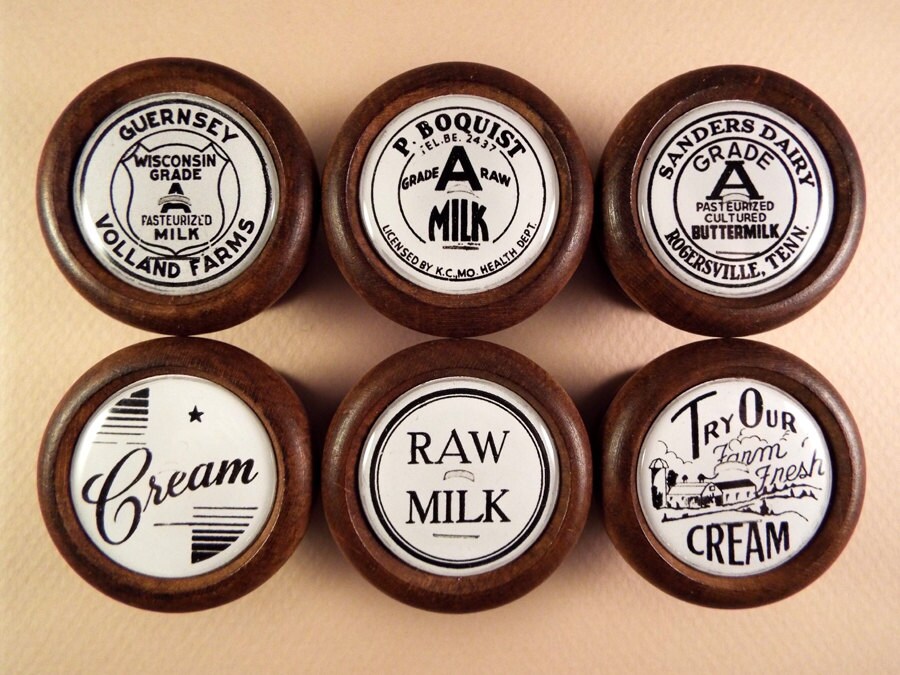 GUERNSEY
WISCONSIN
GRADE
A
PASTEURIZED
MILK
VOLLAND FARMS
P. BOQUIST
TEL.BE. 2437
GRADE A RAW
MILK
LICENSED BY K.C., MO. HEALTH DEPT.
SANDERS DAIRY
GRADE
A
PASTEURIZED
CULTURED
BUTTERMILK
ROGERSVILLE, TENN.
Cream
RAW
MILK
TRY OUR
Farm
Fresh
CREAM